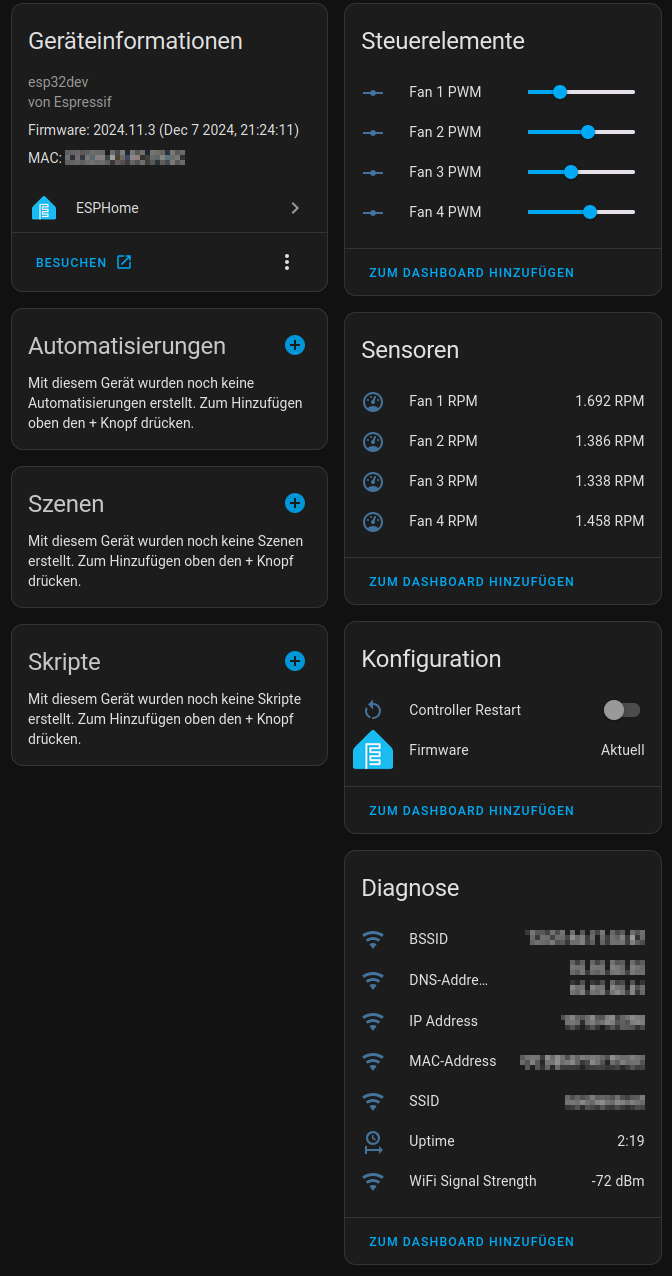 Geräteinformationen
esp32dev
von Espressif
Firmware: 2024.11.3 (Dec 7 2024, 21:24:11)
MAC:
ESPHome
BESUCHEN
Automatisierungen
Mit diesem Gerät wurden noch keine
Automatisierungen erstellt. Zum Hinzufügen
oben den + Knopf drücken.
Szenen
Mit diesem Gerät wurden noch keine Szenen
erstellt. Zum Hinzufügen oben den + Knopf
drücken.
Skripte
Mit diesem Gerät wurden noch keine Skripte
erstellt. Zum Hinzufügen oben den + Knopf
drücken.
Steuerelemente
Fan 1 PWM
Fan 2 PWM
Fan 3 PWM
Fan 4 PWM
ZUM DASHBOARD HINZUFÜGEN
Sensoren
Fan 1 RPM 1.692 RPM
Fan 2 RPM 1.386 RPM
Fan 3 RPM 1.338 RPM
Fan 4 RPM 1.458 RPM
ZUM DASHBOARD HINZUFÜGEN
Konfiguration
Controller Restart
Firmware Aktuell
ZUM DASHBOARD HINZUFÜGEN
Diagnose
BSSID
DNS-Addre…
IP Address
MAC-Address
SSID
Uptime 2:19
WiFi Signal Strength -72 dBm
ZUM DASHBOARD HINZUFÜGEN